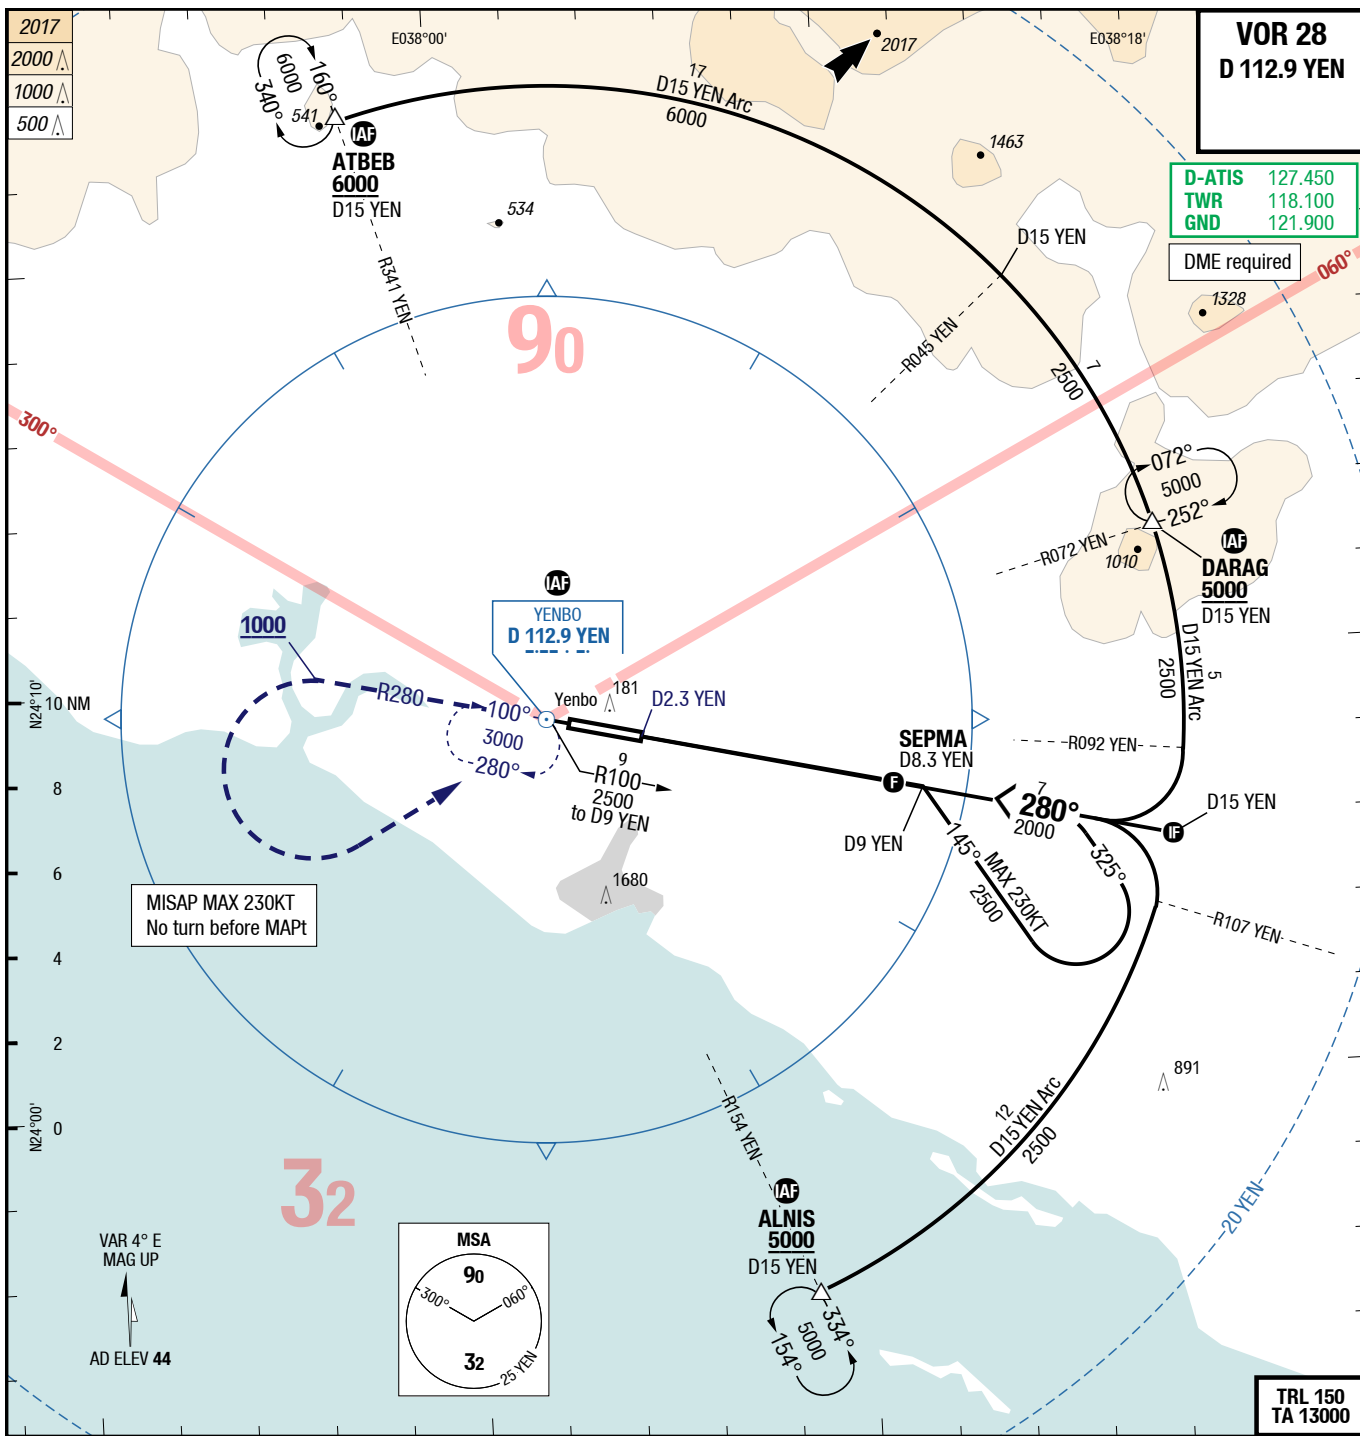 2017
2000
1000
500
E038°00'
E038°18'
VOR 28
D 112.9 YEN
D-ATIS 127.450
TWR 118.100
GND 121.900
DME required
160°
6000
340°
541
IAF
ATBEB
6000
D15 YEN
R341 YEN
534
17
D15 YEN Arc
6000
2017
1463
D15 YEN
R045 YEN
1328
060°
7
2500
90
300°
072°
5000
252°
R072 YEN
1010
IAF
DARAG
5000
D15 YEN
5
D15 YEN Arc
2500
R092 YEN
IAF
YENBO
D 112.9 YEN
1000
R280
100°
3000
280°
Yenbo
181
D2.3 YEN
9
R100
2500
to D9 YEN
SEPMA
D8.3 YEN
F
D9 YEN
7
280°
2000
D15 YEN
IF
145°
MAX 230KT
2500
325°
R107 YEN
1680
MISAP MAX 230KT
No turn before MAPt
N24°10'
10 NM
8
6
4
2
0
N24°00'
891
12
D15 YEN Arc
2500
R154 YEN
IAF
ALNIS
5000
D15 YEN
334°
5000
154°
20 YEN
32
VAR 4° E
MAG UP
AD ELEV 44
MSA
90
300°
060°
32
25 YEN
TRL 150
TA 13000